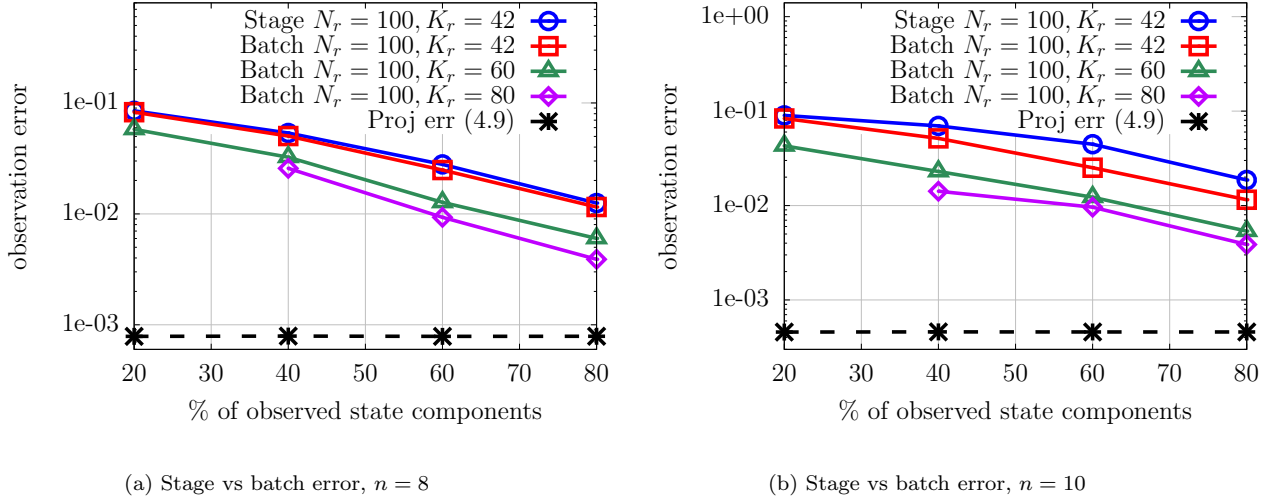 Stage N_r = 100, K_r = 42
Batch N_r = 100, K_r = 42
Batch N_r = 100, K_r = 60
Batch N_r = 100, K_r = 80
Proj err (4.9)
1e-01
1e-02
1e-03
observation error
20 30 40 50 60 70 80
% of observed state components
(a) Stage vs batch error, n = 8
Stage N_r = 100, K_r = 42
Batch N_r = 100, K_r = 42
Batch N_r = 100, K_r = 60
Batch N_r = 100, K_r = 80
Proj err (4.9)
1e+00
1e-01
1e-02
1e-03
observation error
20 30 40 50 60 70 80
% of observed state components
(b) Stage vs batch error, n = 10